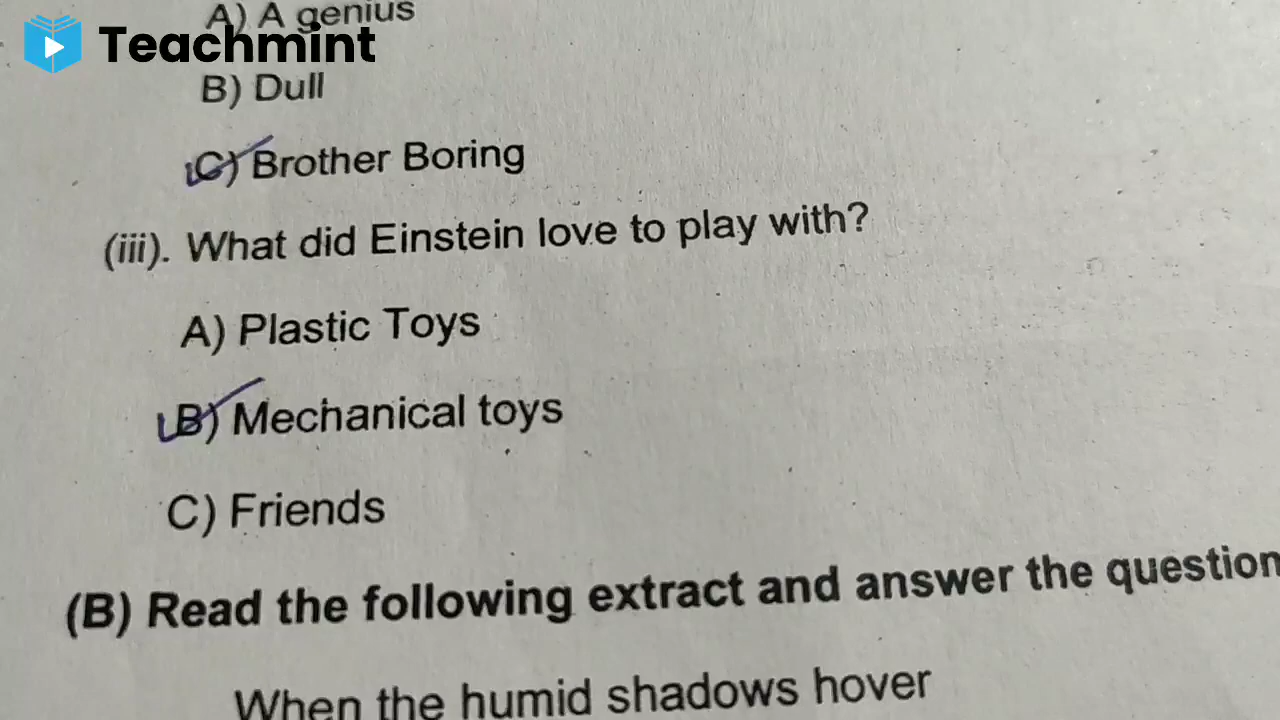 A) A genius
Teachmint
B) Dull
C) Brother Boring
(iii). What did Einstein love to play with?
A) Plastic Toys
B) Mechanical toys
C) Friends
(B) Read the following extract and answer the question
When the humid shadows hover